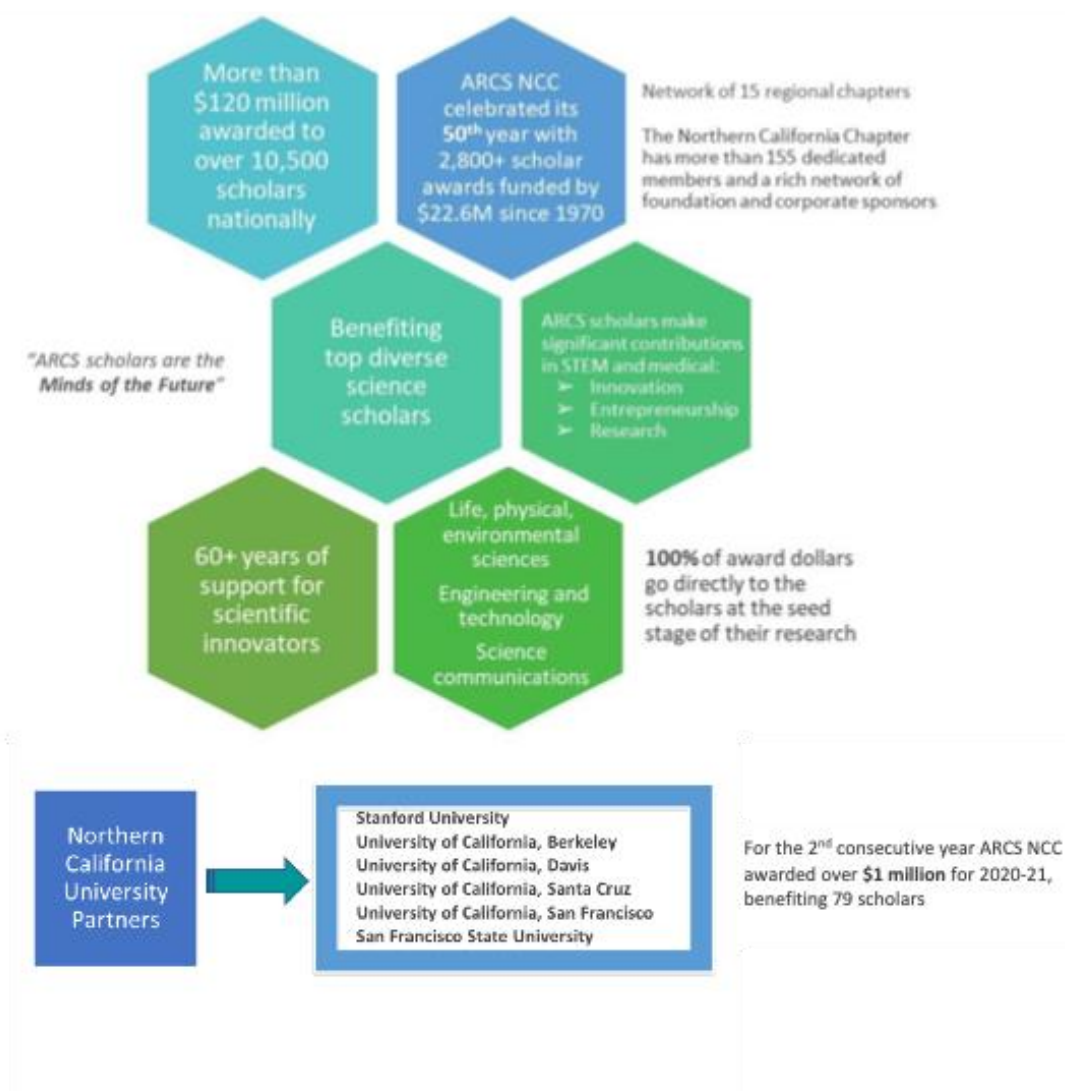 More than
$120 million
awarded to
over 10,500
scholars
nationally
ARCS NCC
celebrated its
50th year with
2,800+ scholar
awards funded by
$22.6M since 1970
Network of 15 regional chapters
The Northern California Chapter
has more than 155 dedicated
members and a rich network of
foundation and corporate sponsors
"ARCS scholars are the
Minds of the Future"
Benefiting
top diverse
science
scholars
ARCS scholars make
significant contributions
in STEM and medical:
➢ Innovation
➢ Entrepreneurship
➢ Research
60+ years of
support for
scientific
innovators
Life, physical,
environmental
sciences
Engineering and
technology
Science
communications
100% of award dollars
go directly to the
scholars at the seed
stage of their research
Northern
California
University
Partners
Stanford University
University of California, Berkeley
University of California, Davis
University of California, Santa Cruz
University of California, San Francisco
San Francisco State University
For the 2nd consecutive year ARCS NCC
awarded over $1 million for 2020-21,
benefiting 79 scholars